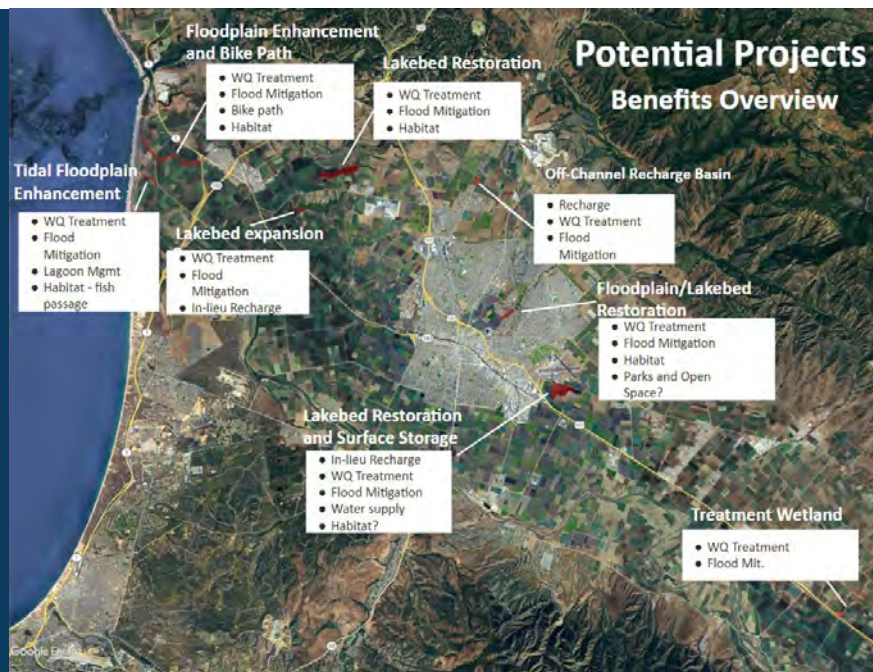 Potential Projects
Benefits Overview
Floodplain Enhancement
and Bike Path
• WQ Treatment
• Flood Mitigation
• Bike path
• Habitat
Lakebed Restoration
• WQ Treatment
• Flood Mitigation
• Habitat
Tidal Floodplain
Enhancement
• WQ Treatment
• Flood
Mitigation
• Lagoon Mgmt
• Habitat - fish
passage
Lakebed expansion
• WQ Treatment
• Flood
Mitigation
• In-lieu Recharge
Off-Channel Recharge Basin
• Recharge
• WQ Treatment
• Flood
Mitigation
Floodplain/Lakebed
Restoration
• WQ Treatment
• Flood Mitigation
• Habitat
• Parks and Open
Space?
Lakebed Restoration
and Surface Storage
• In-lieu Recharge
• WQ Treatment
• Flood Mitigation
• Water supply
• Habitat?
Treatment Wetland
• WQ Treatment
• Flood Mit.
Google Earth